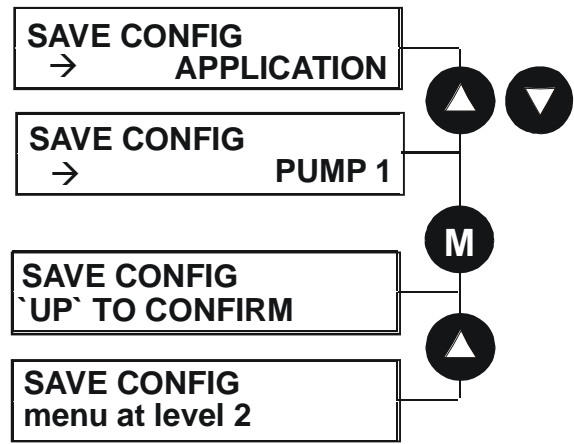 SAVE CONFIG
→ APPLICATION
SAVE CONFIG
→ PUMP 1
M
SAVE CONFIG
`UP` TO CONFIRM
SAVE CONFIG
menu at level 2